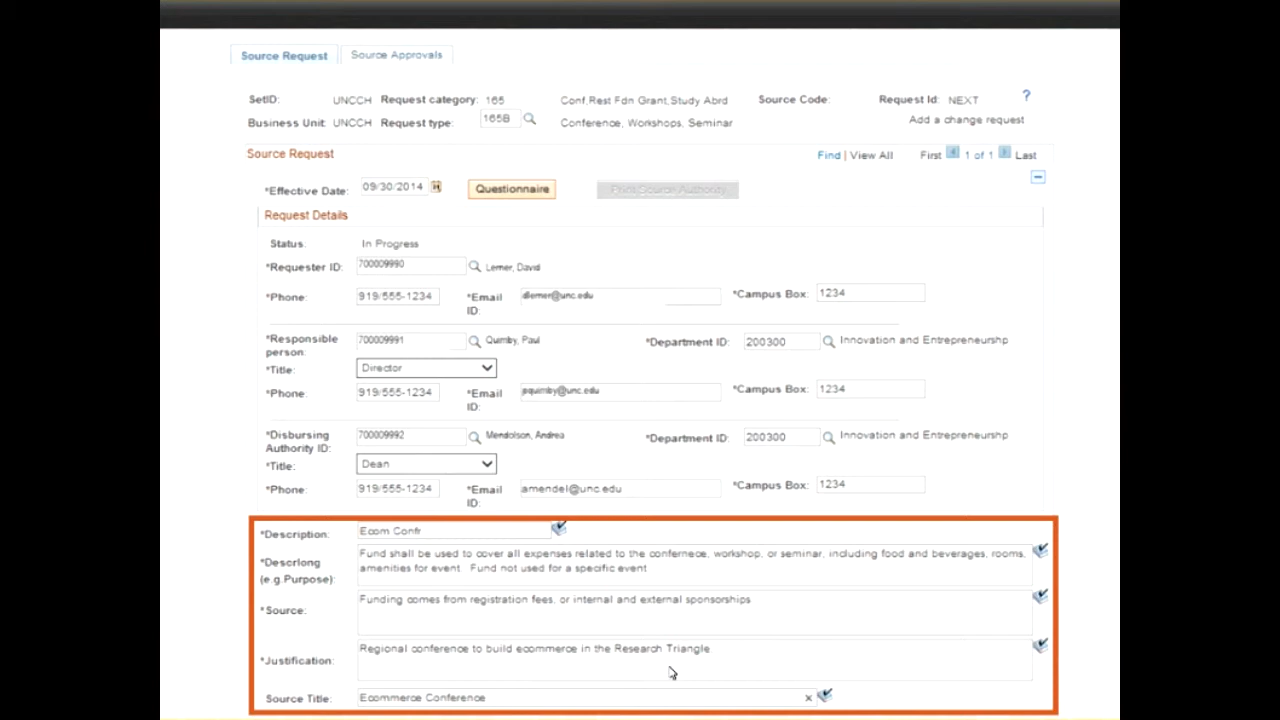 Source Request Source Approvals
SetID: UNCCH Request category: 165 Conf,Rest Fdn Grant,Study Abrd Source Code: Request Id: NEXT ?
Business Unit: UNCCH Request type: 165B Conference, Workshops, Seminar Add a change request
Source Request Find | View All First 1 of 1 Last
*Effective Date: 09/30/2014 Questionnaire Print Source Authority
Request Details
Status: In Progress
*Requester ID: 700009990 Lerner, David
*Phone: 919/555-1234 *Email ID: dlerner@unc.edu *Campus Box: 1234
*Responsible person: 700009991 Quimby, Paul *Department ID: 200300 Innovation and Entrepreneurshp
*Title: Director
*Phone: 919/555-1234 *Email ID: pquimby@unc.edu *Campus Box: 1234
*Disbursing Authority ID: 700009992 Mendolson, Andrea *Department ID: 200300 Innovation and Entrepreneurshp
*Title: Dean
*Phone: 919/555-1234 *Email ID: amendel@unc.edu *Campus Box: 1234
*Description: Ecom Confr
*Descrlong (e.g.Purpose): Fund shall be used to cover all expenses related to the confernece, workshop, or seminar, including food and beverages, rooms,
amenities for event. Fund not used for a specific event
*Source: Funding comes from registration fees, or internal and external sponsorships
*Justification: Regional conference to build ecommerce in the Research Triangle
Source Title: Ecommerce Conference x